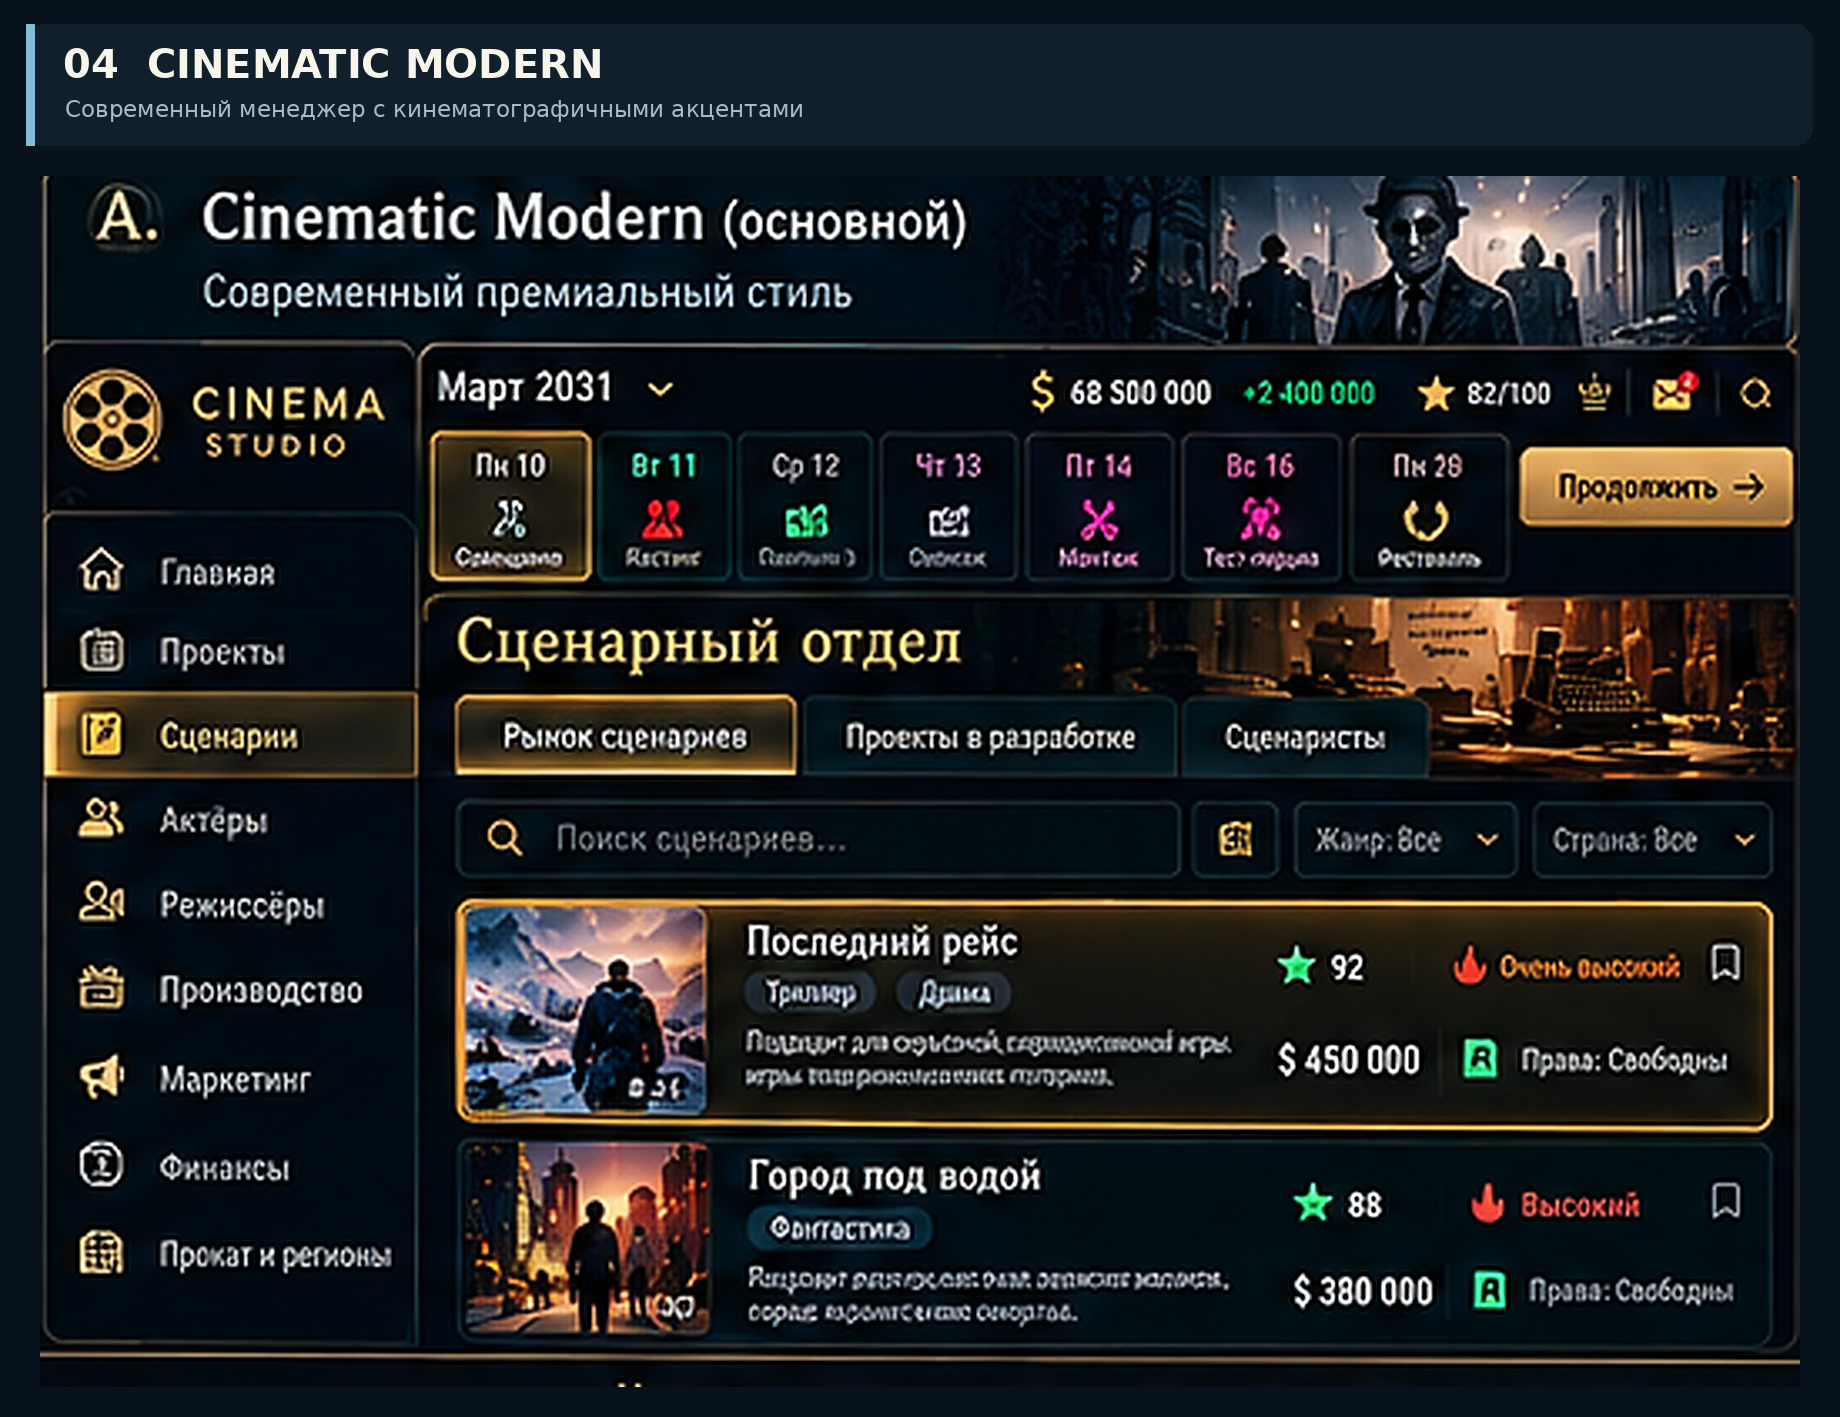 04 CINEMATIC MODERN
Современный менеджер с кинематографичными акцентами
A. Cinematic Modern (основной)
Современный премиальный стиль
CINEMA
STUDIO
Март 2031
$ 68 500 000 +2 400 000 82/100
Пн 10 Вт 11 Ср 12 Чт 13 Пт 14 Вс 16 Пн 28
Монтаж Фестиваль
Продолжить →
Главная
Проекты
Сценарии
Актёры
Режиссёры
Производство
Маркетинг
Финансы
Прокат и регионы
Сценарный отдел
Рынок сценариев Проекты в разработке Сценаристы
Поиск сценариев... Жанр: Все Страна: Все
Последний рейс
Триллер Драма
92 Очень высокий
$ 450 000 Права: Свободны
Город под водой
Фантастика
88 Высокий
$ 380 000 Права: Свободны